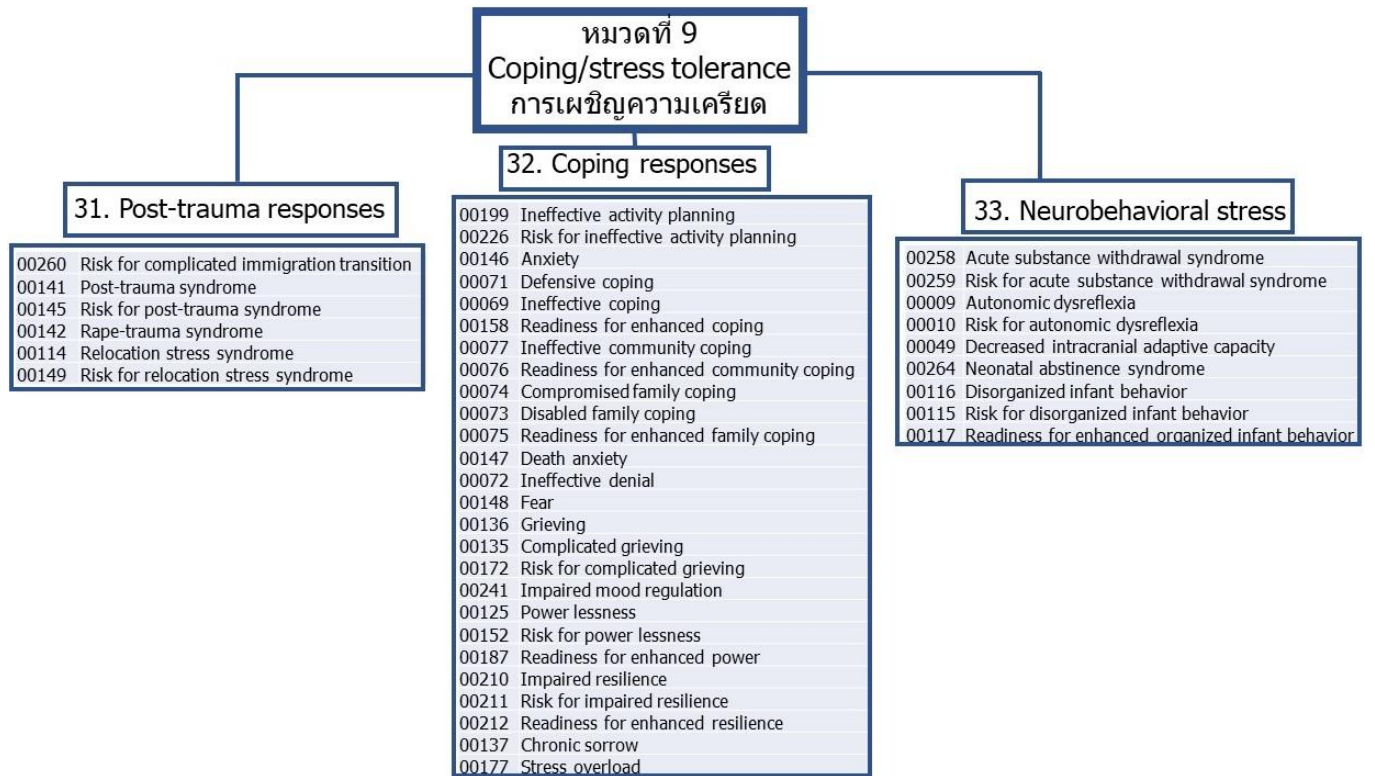 หมวดที่ 9
Coping/stress tolerance
การเผชิญความเครียด
31. Post-trauma responses
00260 Risk for complicated immigration transition
00141 Post-trauma syndrome
00145 Risk for post-trauma syndrome
00142 Rape-trauma syndrome
00114 Relocation stress syndrome
00149 Risk for relocation stress syndrome
32. Coping responses
00199 Ineffective activity planning
00226 Risk for ineffective activity planning
00146 Anxiety
00071 Defensive coping
00069 Ineffective coping
00158 Readiness for enhanced coping
00077 Ineffective community coping
00076 Readiness for enhanced community coping
00074 Compromised family coping
00073 Disabled family coping
00075 Readiness for enhanced family coping
00147 Death anxiety
00072 Ineffective denial
00148 Fear
00136 Grieving
00135 Complicated grieving
00172 Risk for complicated grieving
00241 Impaired mood regulation
00125 Power lessness
00152 Risk for power lessness
00187 Readiness for enhanced power
00210 Impaired resilience
00211 Risk for impaired resilience
00212 Readiness for enhanced resilience
00137 Chronic sorrow
00177 Stress overload
33. Neurobehavioral stress
00258 Acute substance withdrawal syndrome
00259 Risk for acute substance withdrawal syndrome
00009 Autonomic dysreflexia
00010 Risk for autonomic dysreflexia
00049 Decreased intracranial adaptive capacity
00264 Neonatal abstinence syndrome
00116 Disorganized infant behavior
00115 Risk for disorganized infant behavior
00117 Readiness for enhanced organized infant behavior